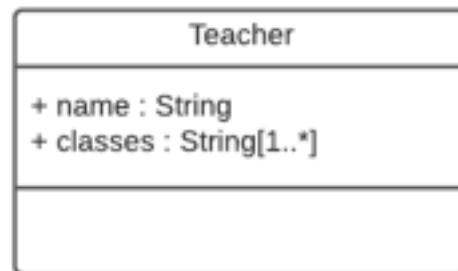 Teacher
+ name : String
+ classes : String[1..*]